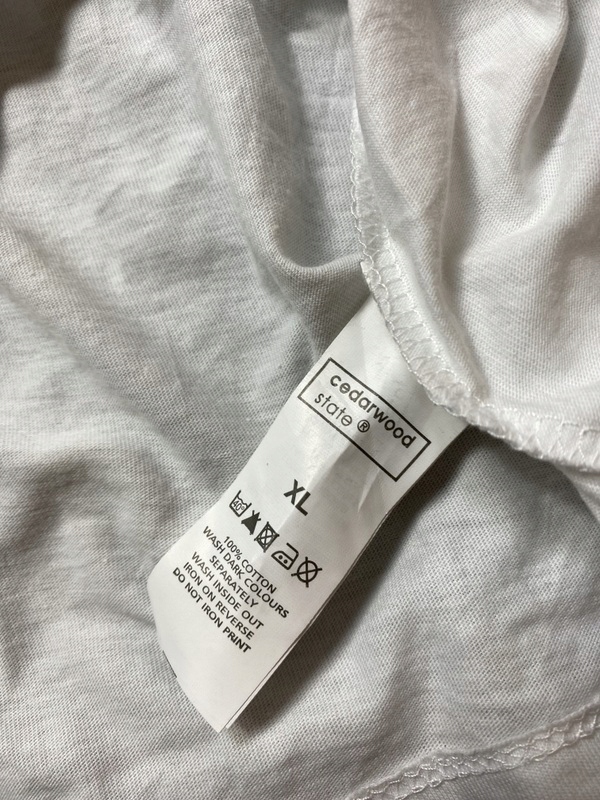 cedarwood
state ®
XL
40°
100% COTTON
WASH DARK COLOURS
SEPARATELY
WASH INSIDE OUT
IRON ON REVERSE
DO NOT IRON PRINT